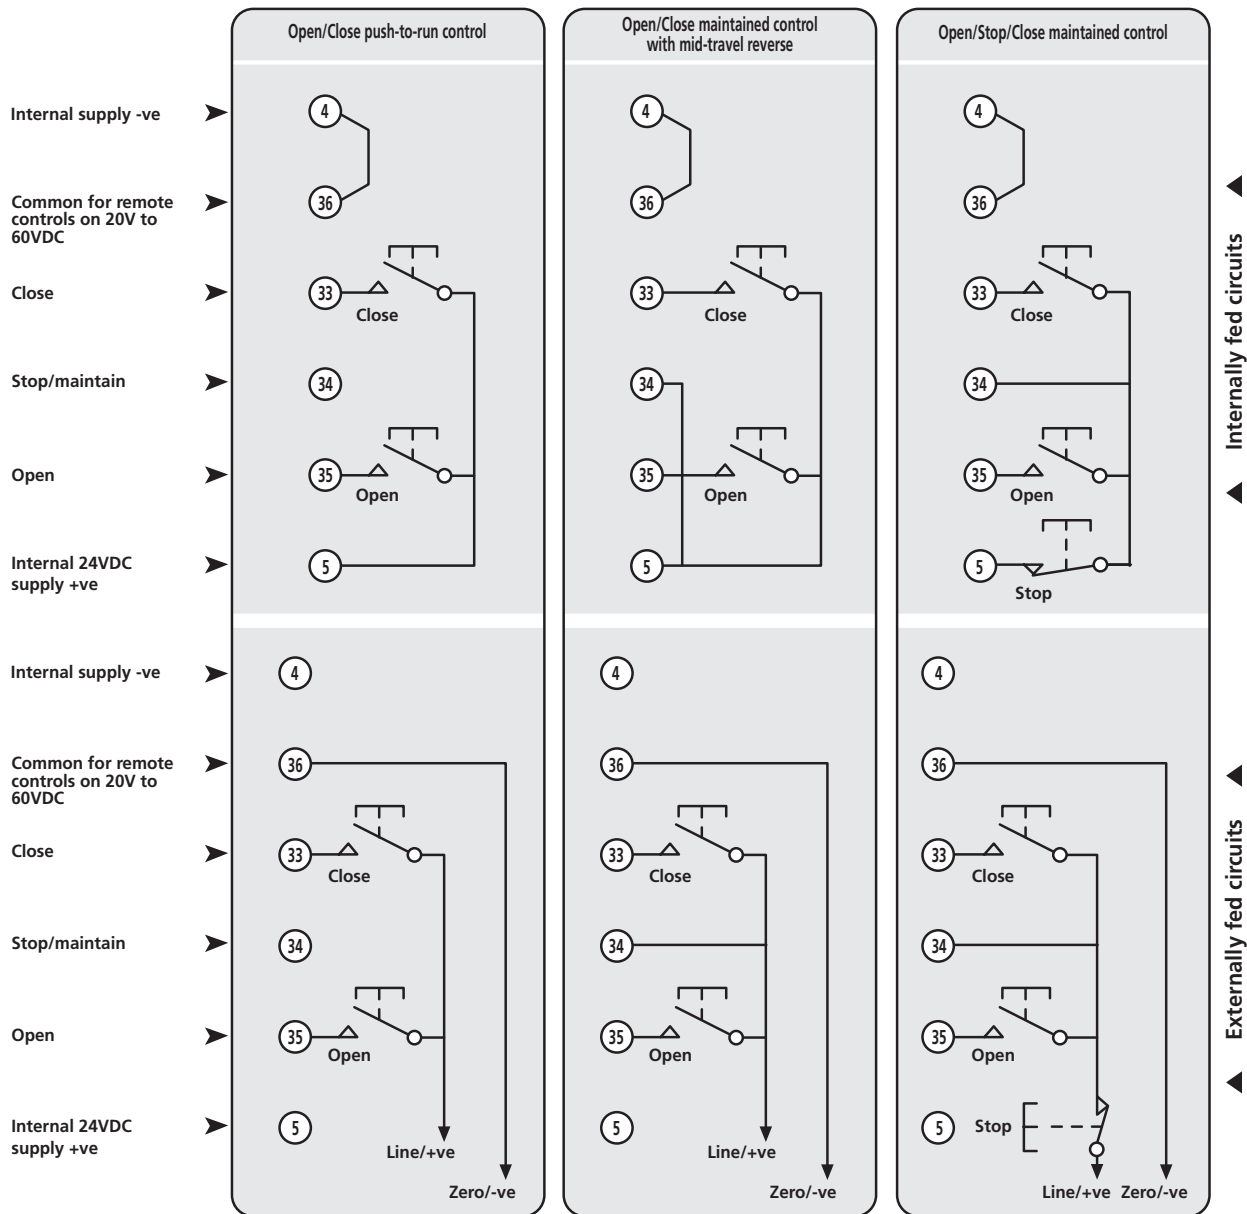 Open/Close push-to-run control
Open/Close maintained control
with mid-travel reverse
Open/Stop/Close maintained control
Internal supply -ve
4
4
4
Common for remote
controls on 20V to
60VDC
36
36
36
Close
33
Close
33
Close
33
Close
Stop/maintain
34
34
34
Open
35
Open
35
Open
35
Open
Internal 24VDC
supply +ve
5
5
5
Stop
Internally fed circuits
Internal supply -ve
4
4
4
Common for remote
controls on 20V to
60VDC
36
36
36
Close
33
Close
33
Close
33
Close
Stop/maintain
34
34
34
Open
35
Open
35
Open
35
Open
Internal 24VDC
supply +ve
5
Line/+ve
Zero/-ve
5
Line/+ve
Zero/-ve
5
Stop
Line/+ve
Zero/-ve
Externally fed circuits